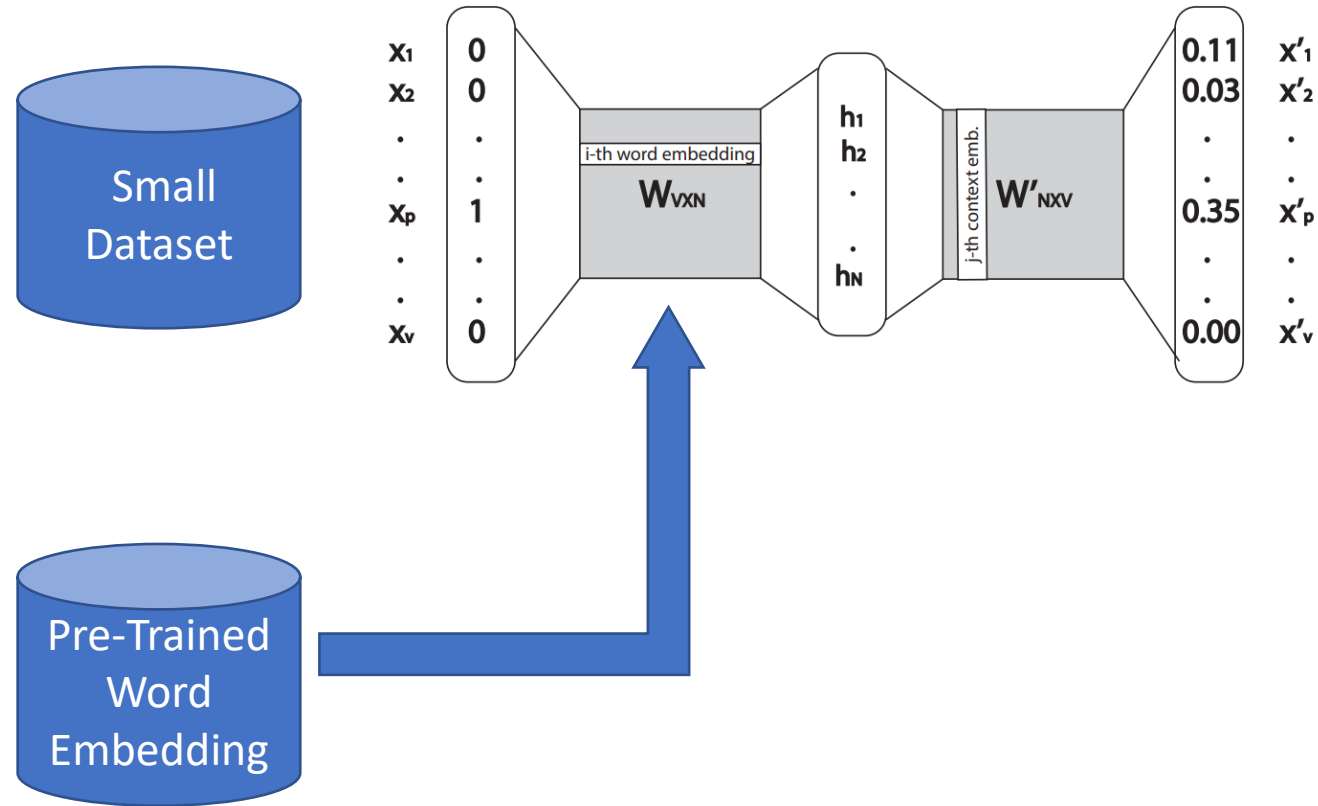 Small
Dataset
x1 0
x2 0
. .
. .
xp 1
. .
. .
xv 0
i-th word embedding
WVXN
h1
h2
.
.
hN
j-th context emb.
W'NXV
0.11 x'1
0.03 x'2
. .
. .
0.35 x'p
. .
. .
0.00 x'v
Pre-Trained
Word
Embedding